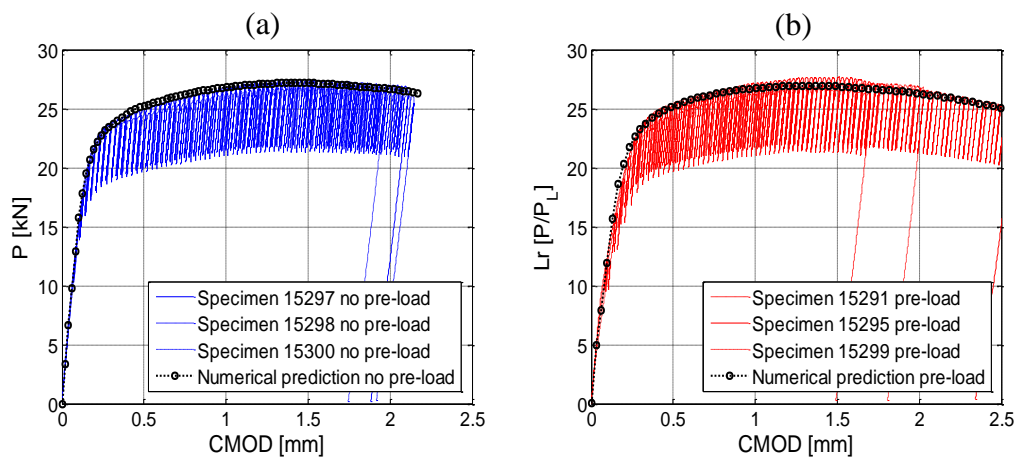 (a)
30
25
20
15
10
5
0
P [kN]
0 0.5 1 1.5 2 2.5
CMOD [mm]
Specimen 15297 no pre-load
Specimen 15298 no pre-load
Specimen 15300 no pre-load
Numerical prediction no pre-load
(b)
30
25
20
15
10
5
0
Lr [P/PL]
0 0.5 1 1.5 2 2.5
CMOD [mm]
Specimen 15291 pre-load
Specimen 15295 pre-load
Specimen 15299 pre-load
Numerical prediction pre-load